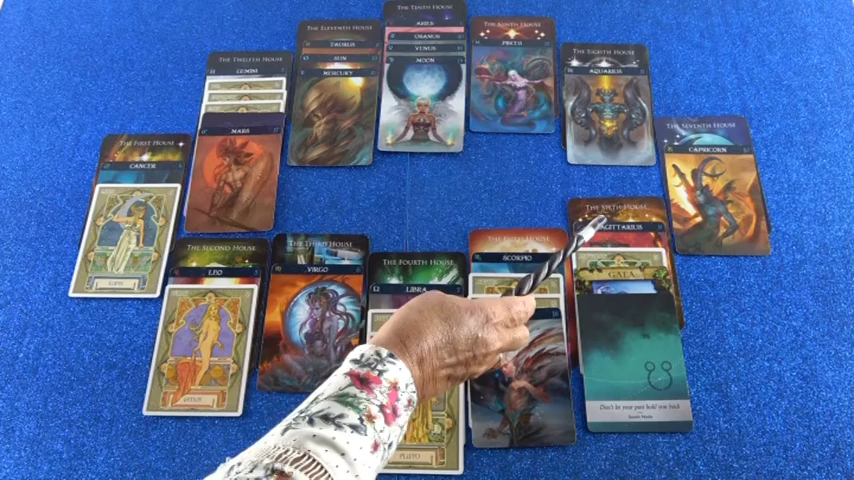 THE TENTH HOUSE
ARIES
URANUS
VENUS
MOON
THE ELEVENTH HOUSE
TAURUS
SUN
MERCURY
THE NINTH HOUSE
PISCES
THE TWELFTH HOUSE
GEMINI
MARS
THE EIGHTH HOUSE
AQUARIUS
THE SEVENTH HOUSE
CAPRICORN
THE FIRST HOUSE
CANCER
THE SECOND HOUSE
LEO
THE THIRD HOUSE
VIRGO
THE FOURTH HOUSE
LIBRA
PLUTO
SCORPIO
THE SIXTH HOUSE
SAGITTARIUS
GAEA
Don't let your past hold you back
South Node